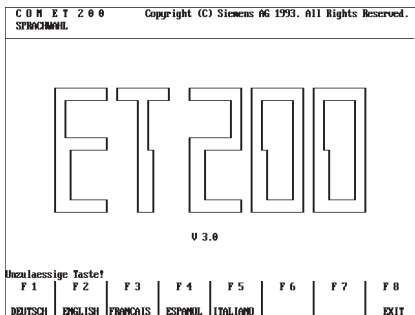 C O M E T 2 0 0 Copyright (C) Siemens AG 1993. All Rights Reserved.
SPRACHWAHL
ET200
V 3.0
Unzulaessige Taste!
F 1 F 2 F 3 F 4 F 5 F 6 F 7 F 8
DEUTSCH ENGLISH FRANCAIS ESPANOL ITALIANO EXIT